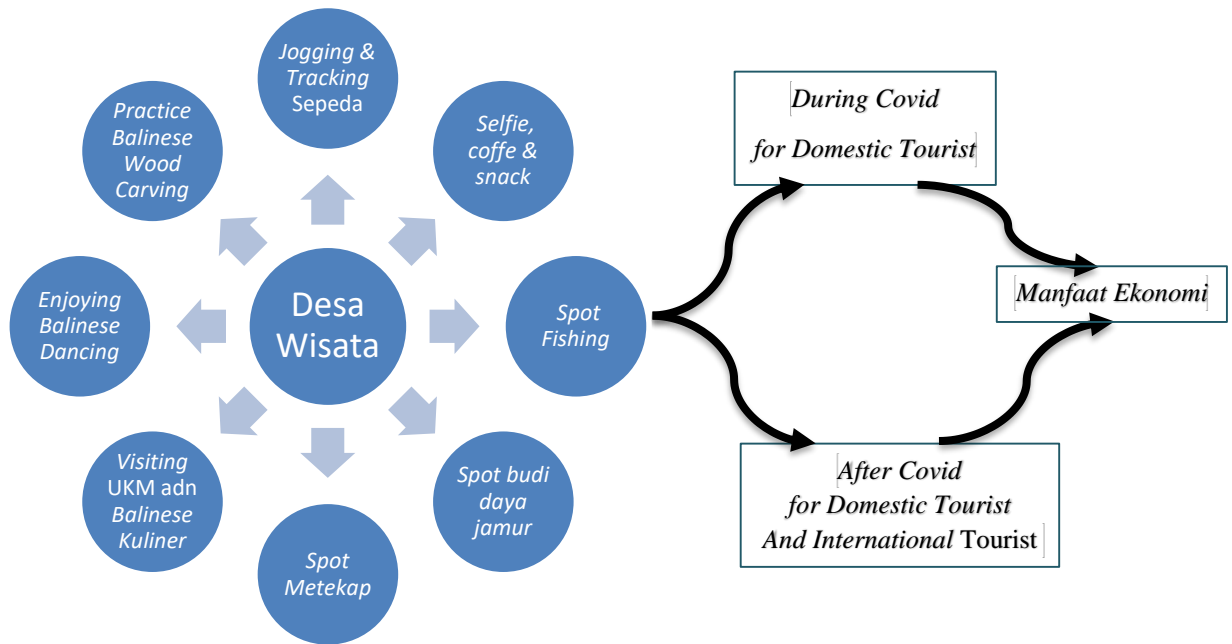 Jogging &
Tracking
Sepeda
Selfie,
coffe &
snack
Spot
Fishing
Spot budi
daya
jamur
Spot
Metekap
Visiting
UKM adn
Balinese
Kuliner
Enjoying
Balinese
Dancing
Practice
Balinese
Wood
Carving
Desa
Wisata
During Covid
for Domestic Tourist
Manfaat Ekonomi
After Covid
for Domestic Tourist
And International Tourist